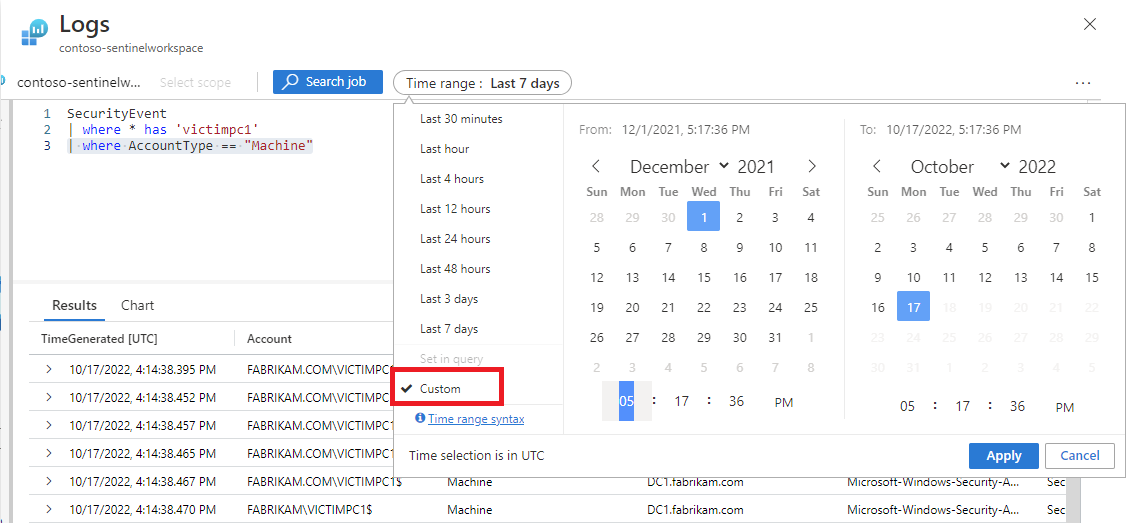 Logs
contoso-sentinelworkspace
contoso-sentinelw... Select scope Search job Time range : Last 7 days ...
1 SecurityEvent
2 | where * has 'victimpc1'
3 | where AccountType == "Machine"
Last 30 minutes
Last hour
Last 4 hours
Last 12 hours
Last 24 hours
Last 48 hours
Last 3 days
Last 7 days
Set in query
Custom
Time range syntax
From: 12/1/2021, 5:17:36 PM
December 2021
Sun Mon Tue Wed Thu Fri Sat
28 29 30 1 2 3 4
5 6 7 8 9 10 11
12 13 14 15 16 17 18
19 20 21 22 23 24 25
26 27 28 29 30 31 1
2 3 4 5 6 7 8
05 : 17 : 36 PM
To: 10/17/2022, 5:17:36 PM
October 2022
Sun Mon Tue Wed Thu Fri Sat
25 26 27 28 29 30 1
2 3 4 5 6 7 8
9 10 11 12 13 14 15
16 17 18 19 20 21 22
23 24 25 26 27 28 29
30 31 1 2 3 4 5
05 : 17 : 36 PM
Time selection is in UTC Apply Cancel
Results Chart
TimeGenerated [UTC] Account
10/17/2022, 4:14:38.395 PM FABRIKAM.COM\VICTIMPC1
10/17/2022, 4:14:38.452 PM FABRIKAM.COM\VICTIMPC1
10/17/2022, 4:14:38.457 PM FABRIKAM.COM\VICTIMPC1
10/17/2022, 4:14:38.465 PM FABRIKAM.COM\VICTIMPC1
10/17/2022, 4:14:38.467 PM FABRIKAM.COM\VICTIMPC1$ Machine DC1.fabrikam.com Microsoft-Windows-Security-A... Sec
10/17/2022, 4:14:38.470 PM FABRIKAM\VICTIMPC1$ Machine DC1.fabrikam.com Microsoft-Windows-Security-A... Sec